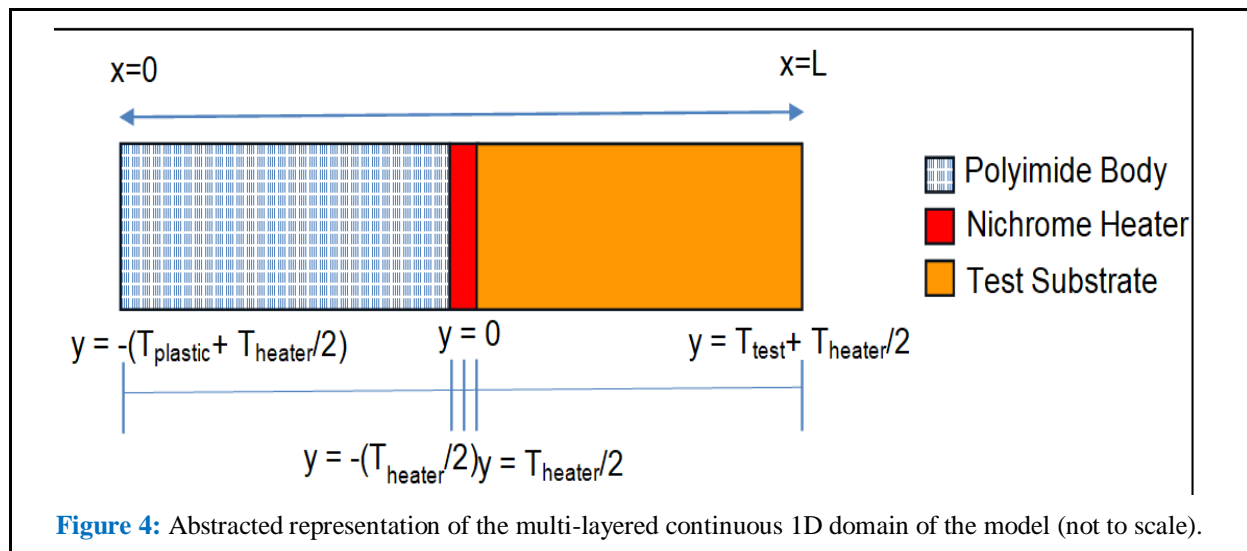 x=0 x=L
Polyimide Body
Nichrome Heater
Test Substrate
y = -(Tplastic+ Theater/2) y = 0 y = Ttest+ Theater/2
y = -(Theater/2) y = Theater/2
Figure 4: Abstracted representation of the multi-layered continuous 1D domain of the model (not to scale).